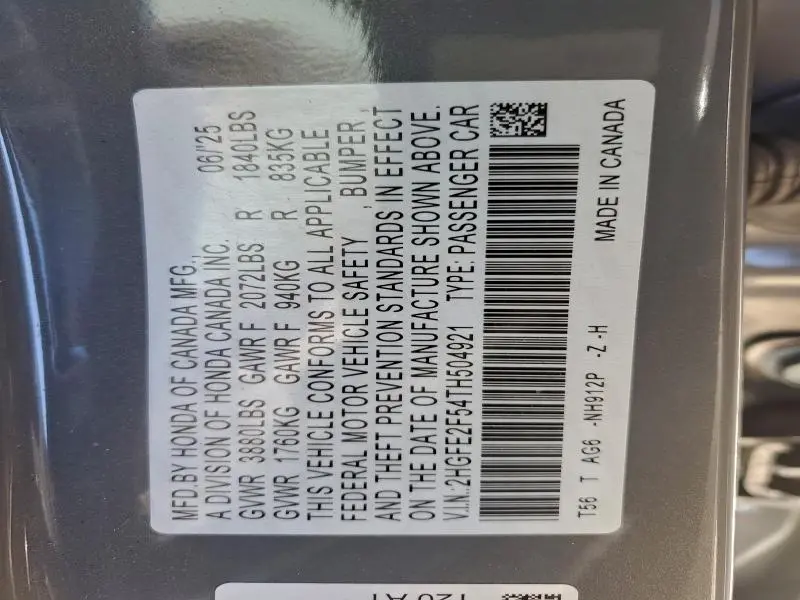 MFD.BY HONDA OF CANADA MFG., 06/'25
A DIVISION OF HONDA CANADA INC.
GVWR 3880LBS GAWR F 2072LBS R 1840LBS
GVWR 1760KG GAWR F 940KG R 835KG
THIS VEHICLE CONFORMS TO ALL APPLICABLE
FEDERAL MOTOR VEHICLE SAFETY , BUMPER ,
AND THEFT PREVENTION STANDARDS IN EFFECT
ON THE DATE OF MANUFACTURE SHOWN ABOVE.
V.I.N.:2HGFE2F54TH504921 TYPE: PASSENGER CAR
MADE IN CANADA
T56 T AG6 -NH912P -Z -H